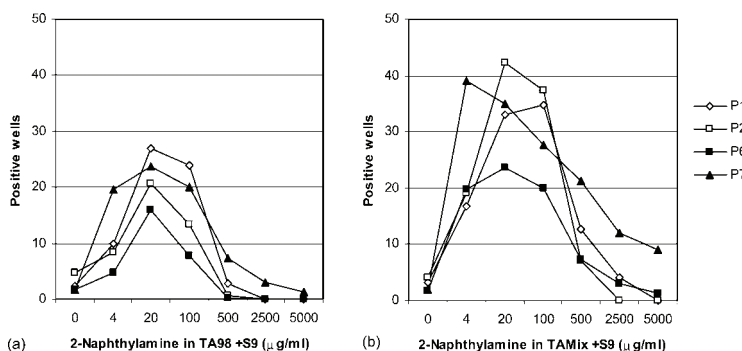 50
40
30
20
10
0
Positive wells
0 4 20 100 500 2500 5000
(a)
2-Naphthylamine in TA98 +S9 (μg/ml)
50
40
30
20
10
0
Positive wells
0 4 20 100 500 2500 5000
(b)
2-Naphthylamine in TAMix +S9 (μg/ml)
P1
P2
P6
P7